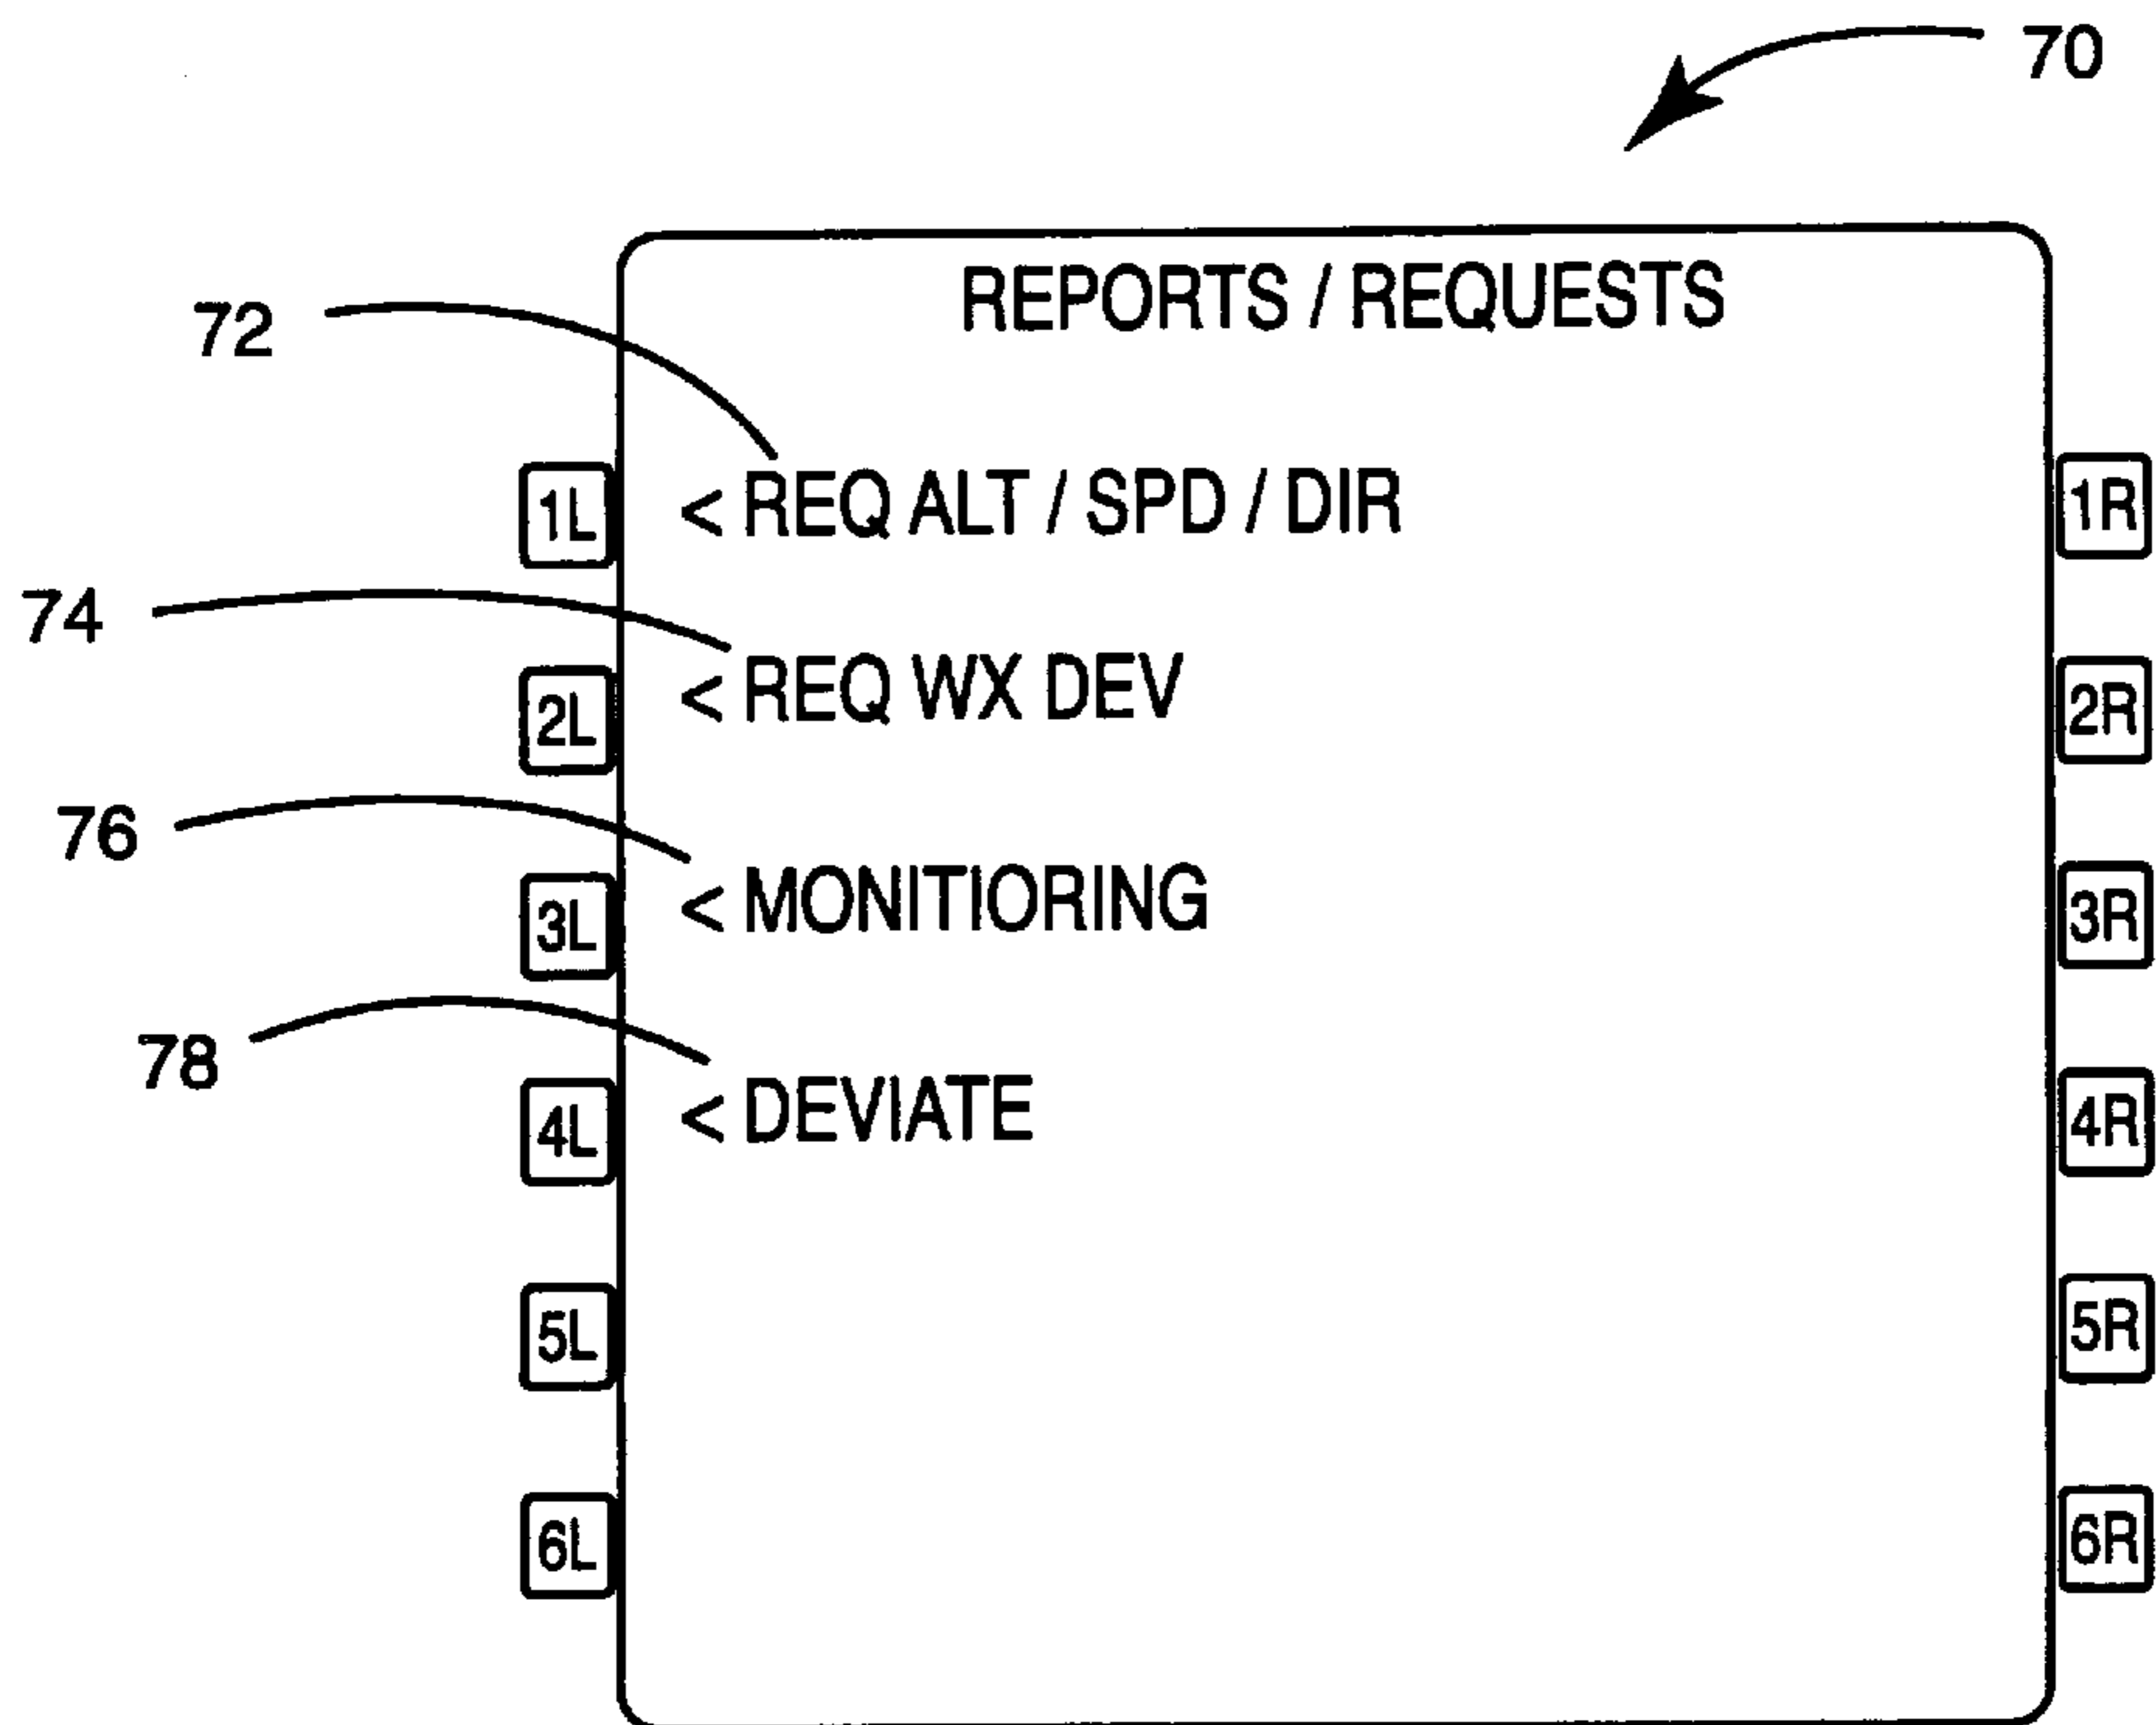 70
REPORTS / REQUESTS
72
1L < REQ ALT / SPD / DIR 1R
74
2L < REQ WX DEV 2R
76
3L < MONITIORING 3R
78
4L < DEVIATE 4R
5L 5R
6L 6R